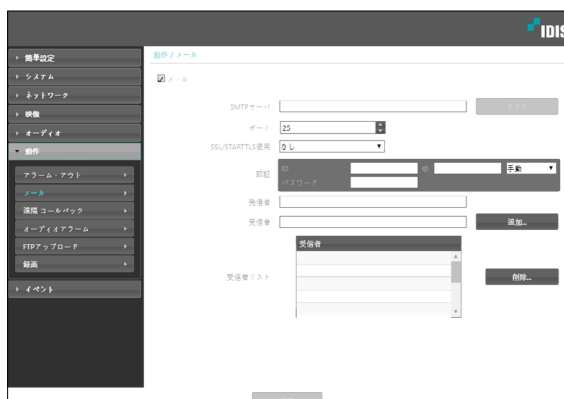 IDIS
簡単設定
システム
ネットワーク
映像
オーディオ
動作
アラーム・アウト
メール
遠隔 コールバック
オーディオアラーム
FTPアップロード
録画
イベント
動作 / メール
メール
SMTPサーバ
テスト
ポート 25
SSL/STARTTLS使用 なし
認証 ID @ 手動
パスワード
発信者
受信者 追加...
受信者
受信者リスト 削除...